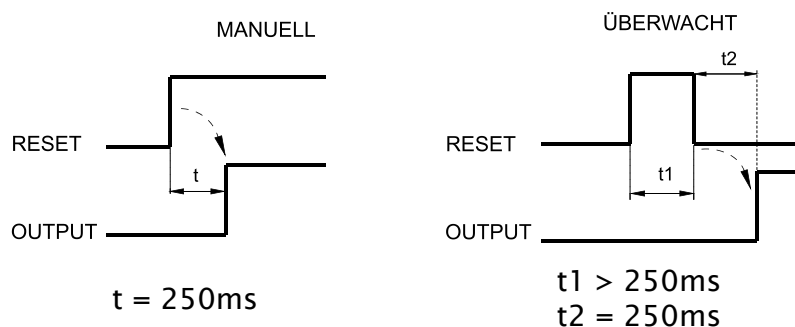 MANUELL
RESET
t
OUTPUT
t = 250ms
ÜBERWACHT
t2
RESET
t1
OUTPUT
t1 > 250ms
t2 = 250ms